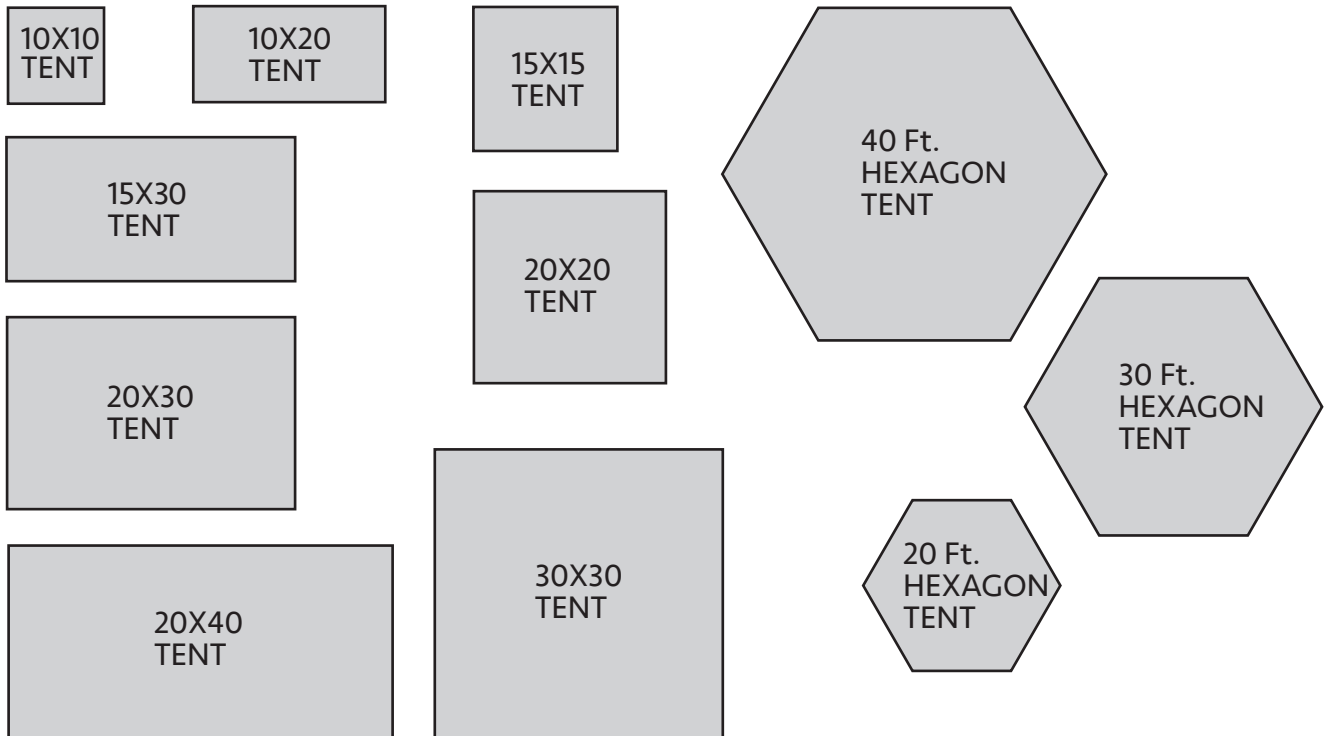 10X10
TENT
10X20
TENT
15X15
TENT
40 Ft.
HEXAGON
TENT
15X30
TENT
20X20
TENT
20X30
TENT
30 Ft.
HEXAGON
TENT
20X40
TENT
30X30
TENT
20 Ft.
HEXAGON
TENT